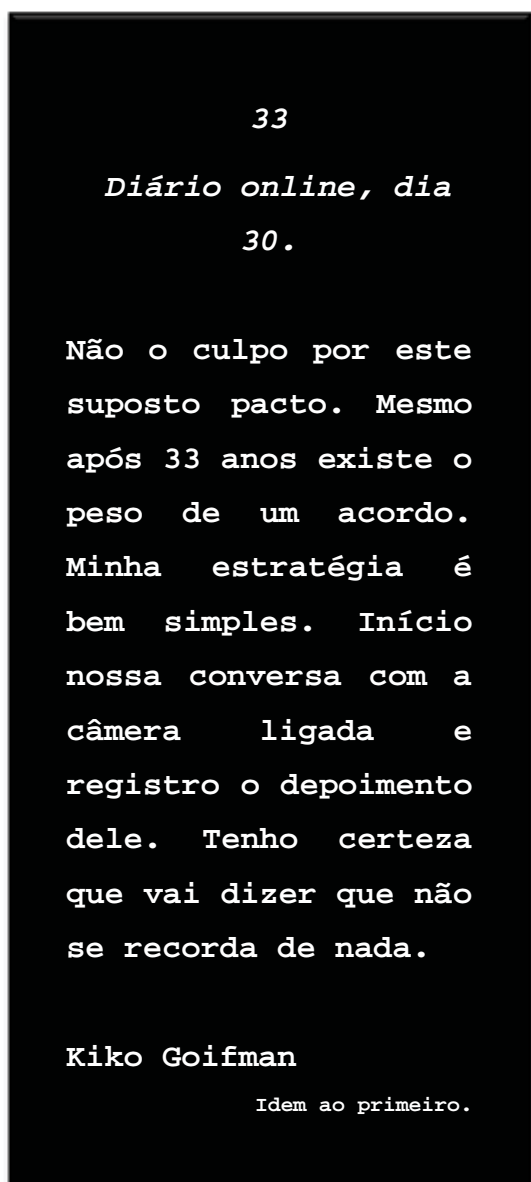 33
Diário online, dia
30.
Não o culpo por este
suposto pacto. Mesmo
após 33 anos existe o
peso de um acordo.
Minha estratégia é
bem simples. Início
nossa conversa com a
câmera ligada e
registro o depoimento
dele. Tenho certeza
que vai dizer que não
se recorda de nada.
Kiko Goifman
Idem ao primeiro.